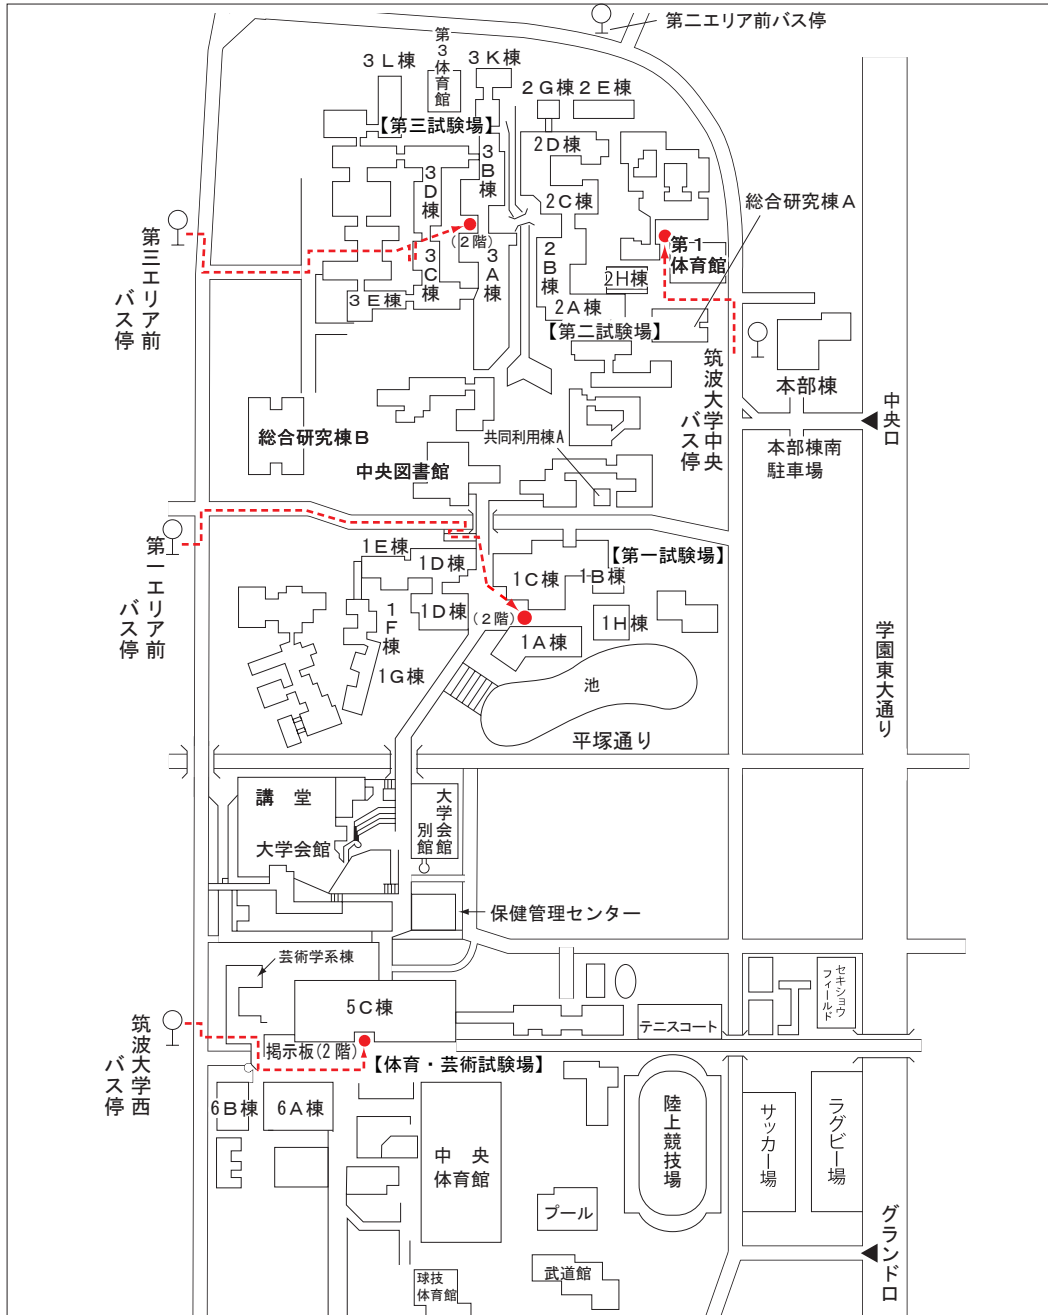 第二エリア前バス停
第3体育館
3L棟
3K棟
2G棟
2E棟
【第三試験場】
2D棟
3B棟
3D棟
総合研究棟A
2C棟
第三エリア前
バス停
(2階)
第1
体育館
3C棟
3A棟
2B棟
2H棟
3E棟
2A棟
【第二試験場】
筑波大学中央
バス停
本部棟
中央口
総合研究棟B
共同利用棟A
本部棟南
駐車場
中央図書館
第一エリア前
バス停
1E棟
1D棟
【第一試験場】
1C棟
1B棟
1D棟
1F棟
(2階)
1H棟
1A棟
1G棟
池
学園東大通り
平塚通り
講堂
大学会館
別館
大学会館
保健管理センター
芸術学系棟
セキショウ
フィールド
5C棟
筑波大学西
バス停
テニスコート
掲示板(2階)
【体育・芸術試験場】
6B棟
6A棟
陸上競技場
サッカー場
ラグビー場
中央
体育館
プール
グランド口
球技
体育館
武道館